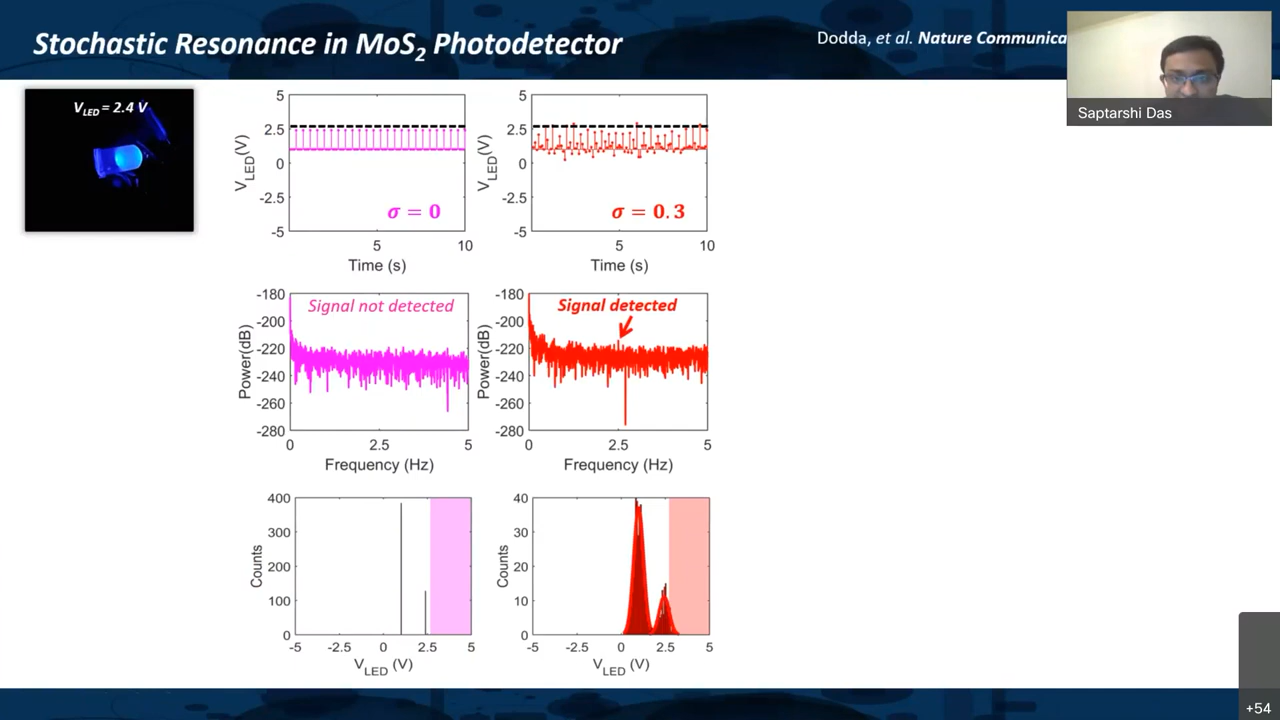 Stochastic Resonance in MoS2 Photodetector
Dodda, et al. Nature Communica
Saptarshi Das
VLED = 2.4 V
5
2.5
0
-2.5
-5
VLED(V)
σ = 0
5
10
Time (s)
5
2.5
0
-2.5
-5
VLED(V)
σ = 0.3
5
10
Time (s)
-180
-200
-220
-240
-260
-280
Power(dB)
Signal not detected
0
2.5
5
Frequency (Hz)
-180
-200
-220
-240
-260
-280
Power(dB)
Signal detected
0
2.5
5
Frequency (Hz)
400
300
200
100
0
Counts
-5
-2.5
0
2.5
5
VLED (V)
40
30
20
10
0
Counts
-5
-2.5
0
2.5
5
VLED (V)
+54